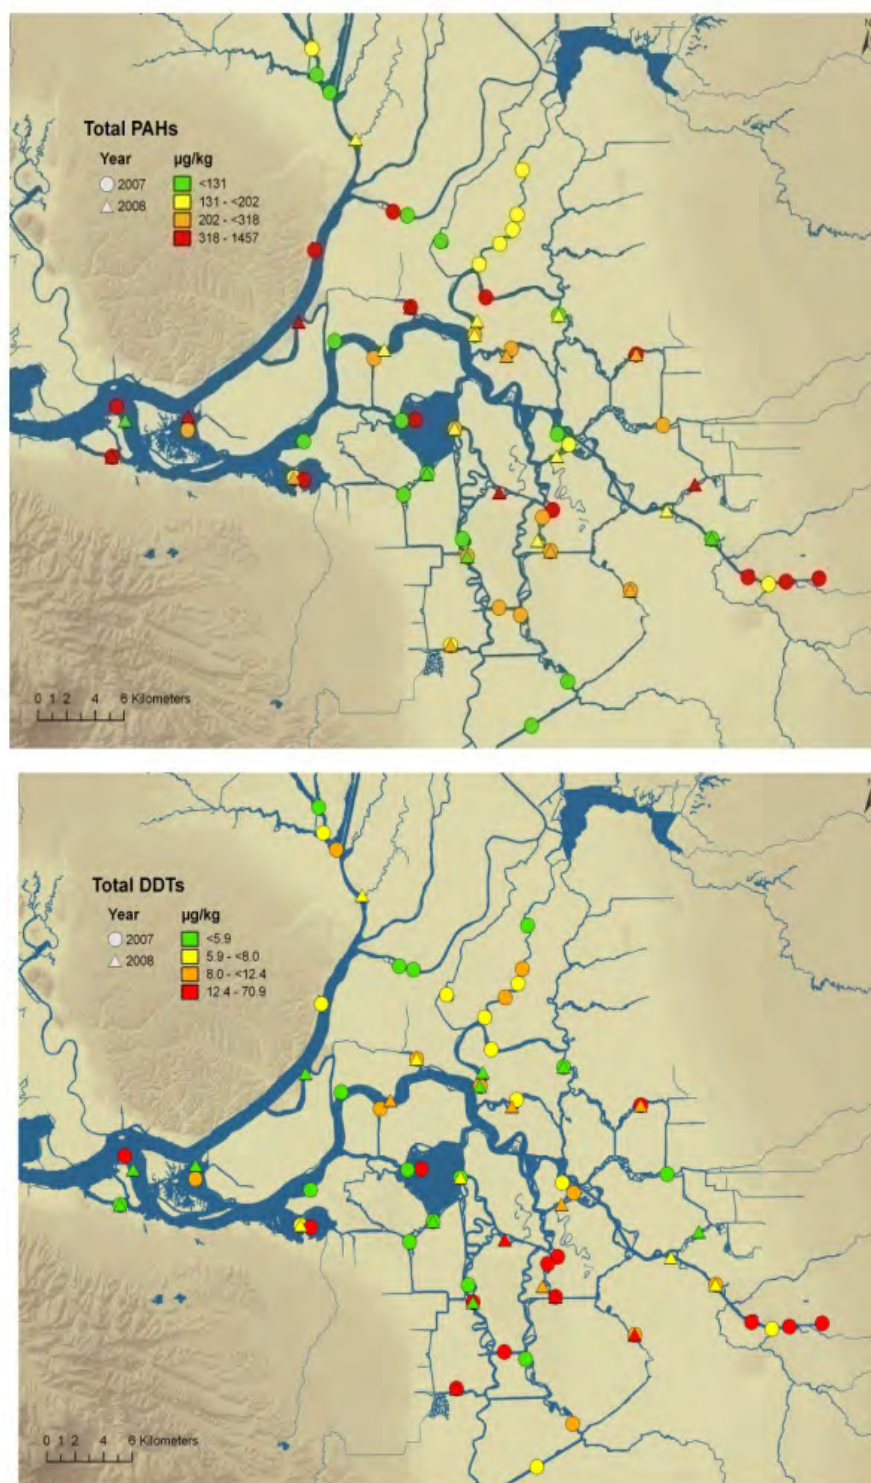 N
Total PAHs
Year μg/kg
2007 <131
2008 131 - <202
202 - <318
318 - 1457
0 1 2 4 6 Kilometers
Total DDTs
Year μg/kg
2007 <5.9
2008 5.9 - <8.0
8.0 - <12.4
12.4 - 70.9
0 1 2 4 6 Kilometers